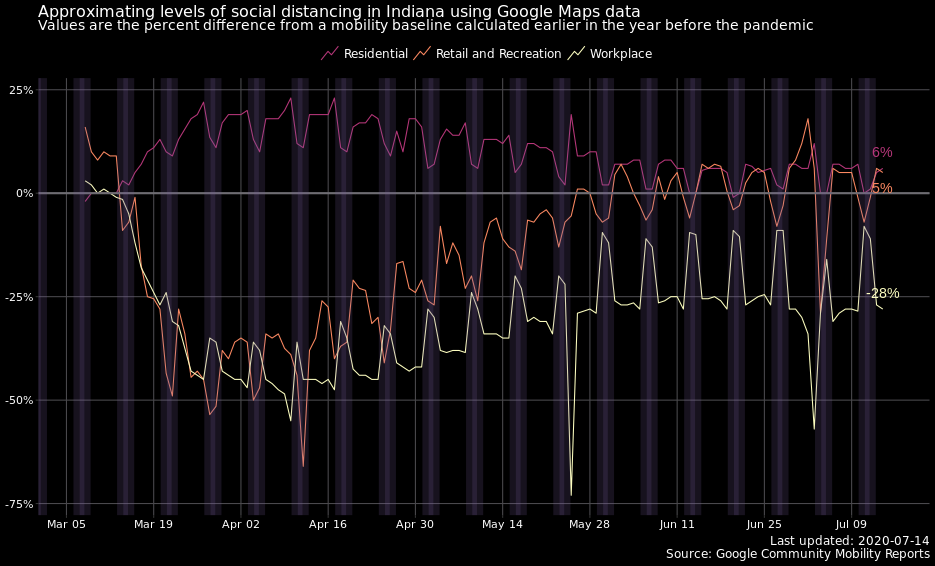 Approximating levels of social distancing in Indiana using Google Maps data
Values are the percent difference from a mobility baseline calculated earlier in the year before the pandemic
Residential Retail and Recreation Workplace
25%
0%
-25%
-50%
-75%
6%
5%
-28%
Mar 05 Mar 19 Apr 02 Apr 16 Apr 30 May 14 May 28 Jun 11 Jun 25 Jul 09
Last updated: 2020-07-14
Source: Google Community Mobility Reports